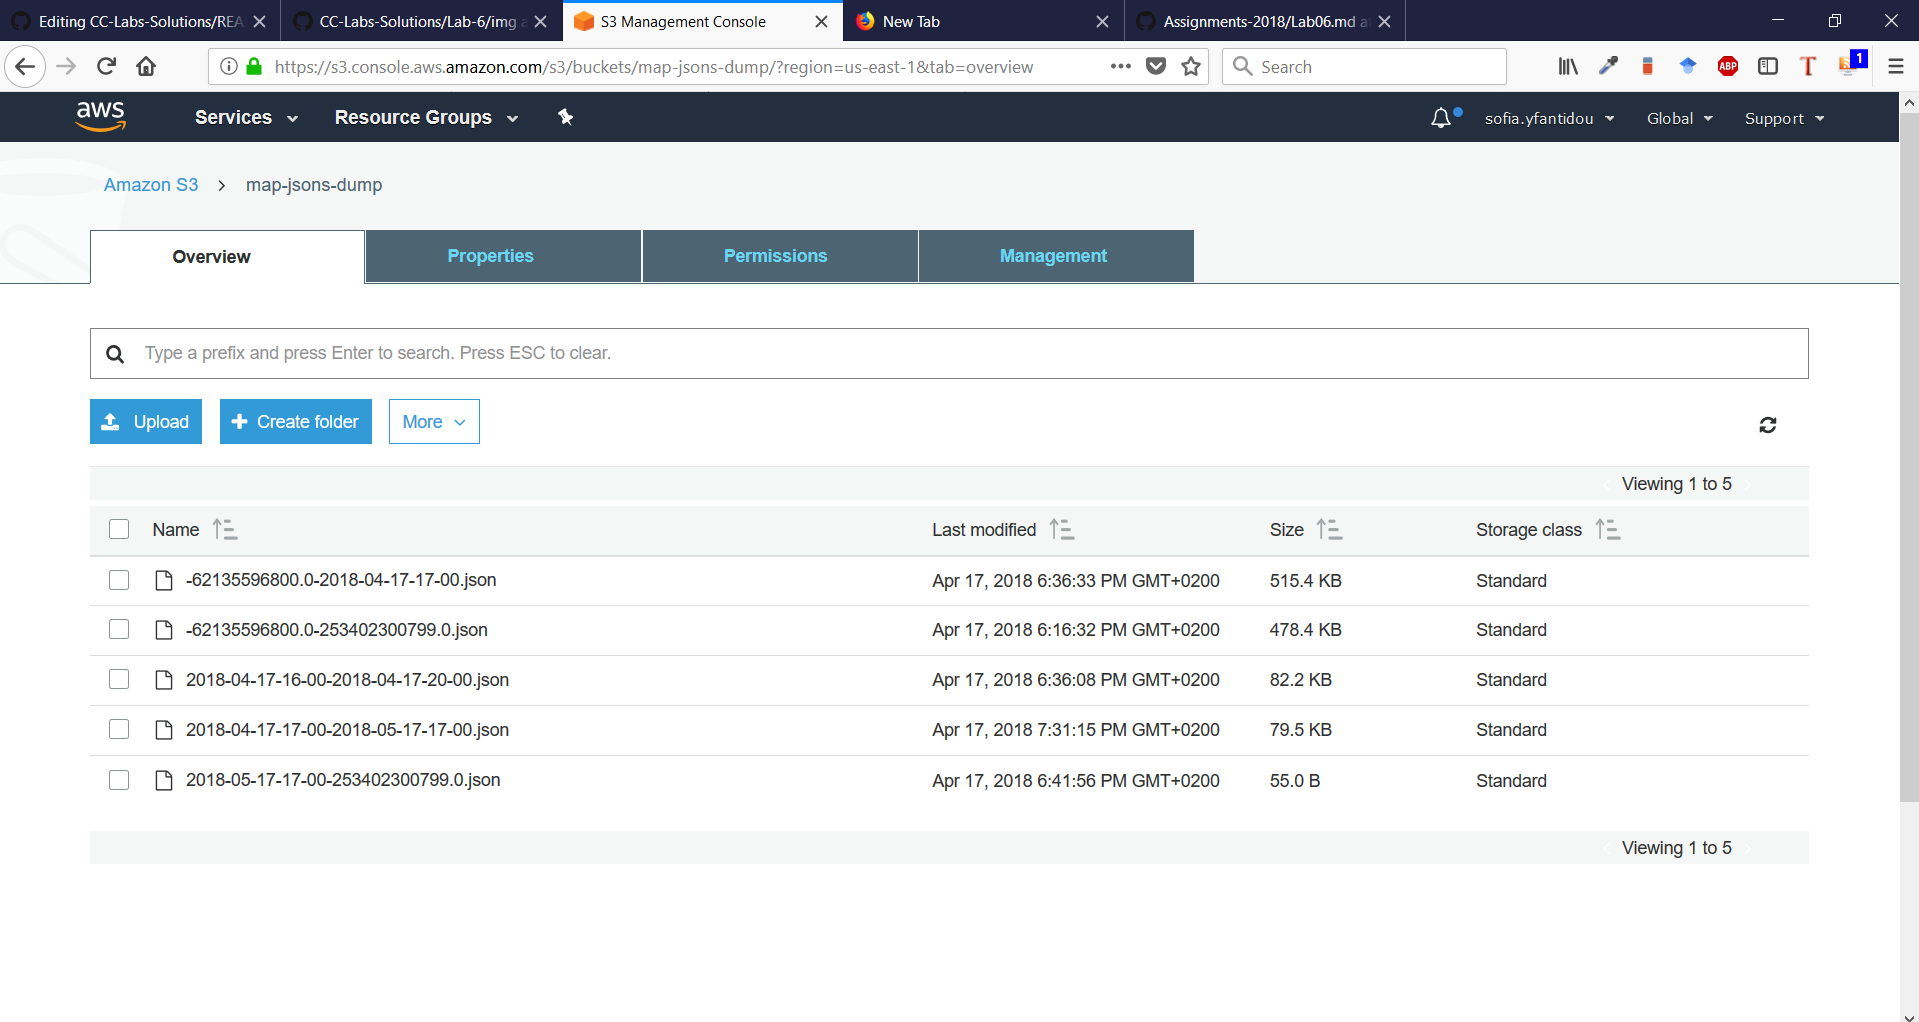 Editing CC-Labs-Solutions/REA
CC-Labs-Solutions/Lab-6/img a
S3 Management Console
New Tab
Assignments-2018/Lab06.md at
https://s3.console.aws.amazon.com/s3/buckets/map-jsons-dump/?region=us-east-1&tab=overview
Search
ABP
T
1
aws
Services
Resource Groups
sofia.yfantidou
Global
Support
Amazon S3
map-jsons-dump
Overview
Properties
Permissions
Management
Type a prefix and press Enter to search. Press ESC to clear.
Upload
Create folder
More
Viewing 1 to 5
Name
Last modified
Size
Storage class
-62135596800.0-2018-04-17-17-00.json Apr 17, 2018 6:36:33 PM GMT+0200 515.4 KB Standard
-62135596800.0-253402300799.0.json Apr 17, 2018 6:16:32 PM GMT+0200 478.4 KB Standard
2018-04-17-16-00-2018-04-17-20-00.json Apr 17, 2018 6:36:08 PM GMT+0200 82.2 KB Standard
2018-04-17-17-00-2018-05-17-17-00.json Apr 17, 2018 7:31:15 PM GMT+0200 79.5 KB Standard
2018-05-17-17-00-253402300799.0.json Apr 17, 2018 6:41:56 PM GMT+0200 55.0 B Standard
Viewing 1 to 5